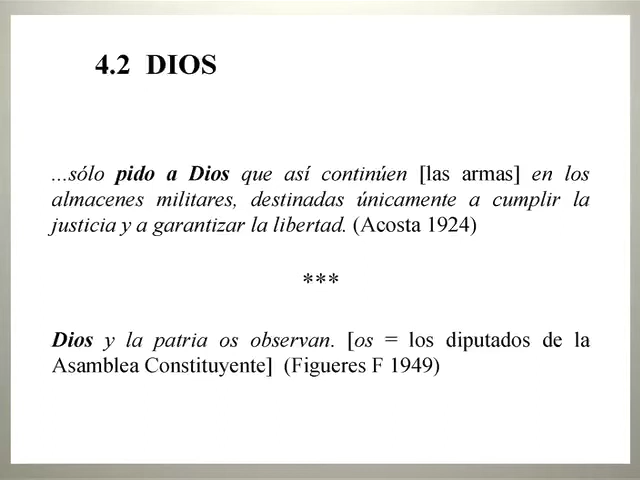 4.2 DIOS
...sólo pido a Dios que así continúen [las armas] en los
almacenes militares, destinadas únicamente a cumplir la
justicia y a garantizar la libertad. (Acosta 1924)
***
Dios y la patria os observan. [os = los diputados de la
Asamblea Constituyente] (Figueres F 1949)